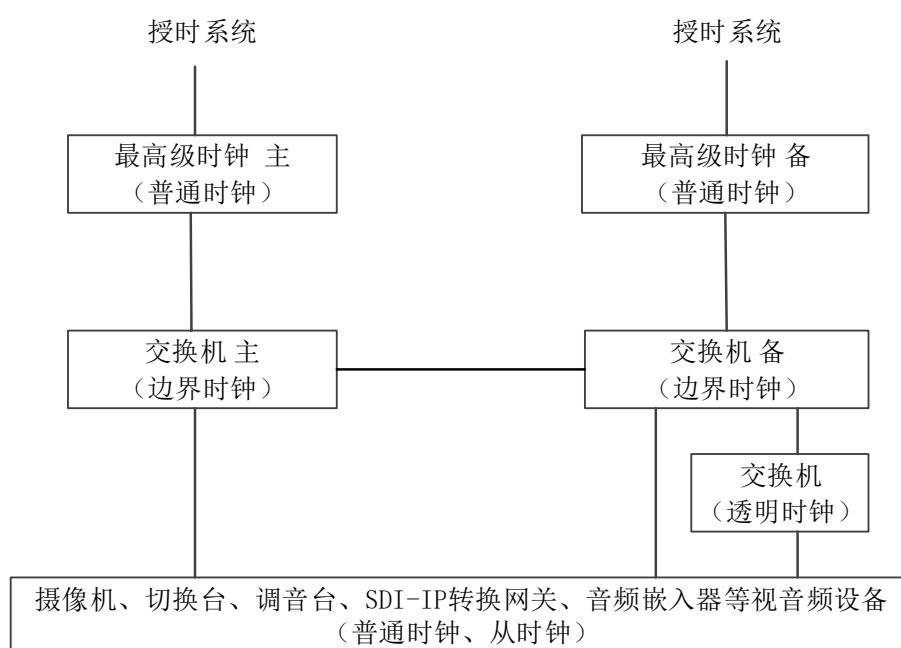 授时系统
授时系统
最高级时钟 主
（普通时钟）
最高级时钟 备
（普通时钟）
交换机 主
（边界时钟）
交换机 备
（边界时钟）
交换机
（透明时钟）
摄像机、切换台、调音台、SDI-IP转换网关、音频嵌入器等视音频设备
（普通时钟、从时钟）